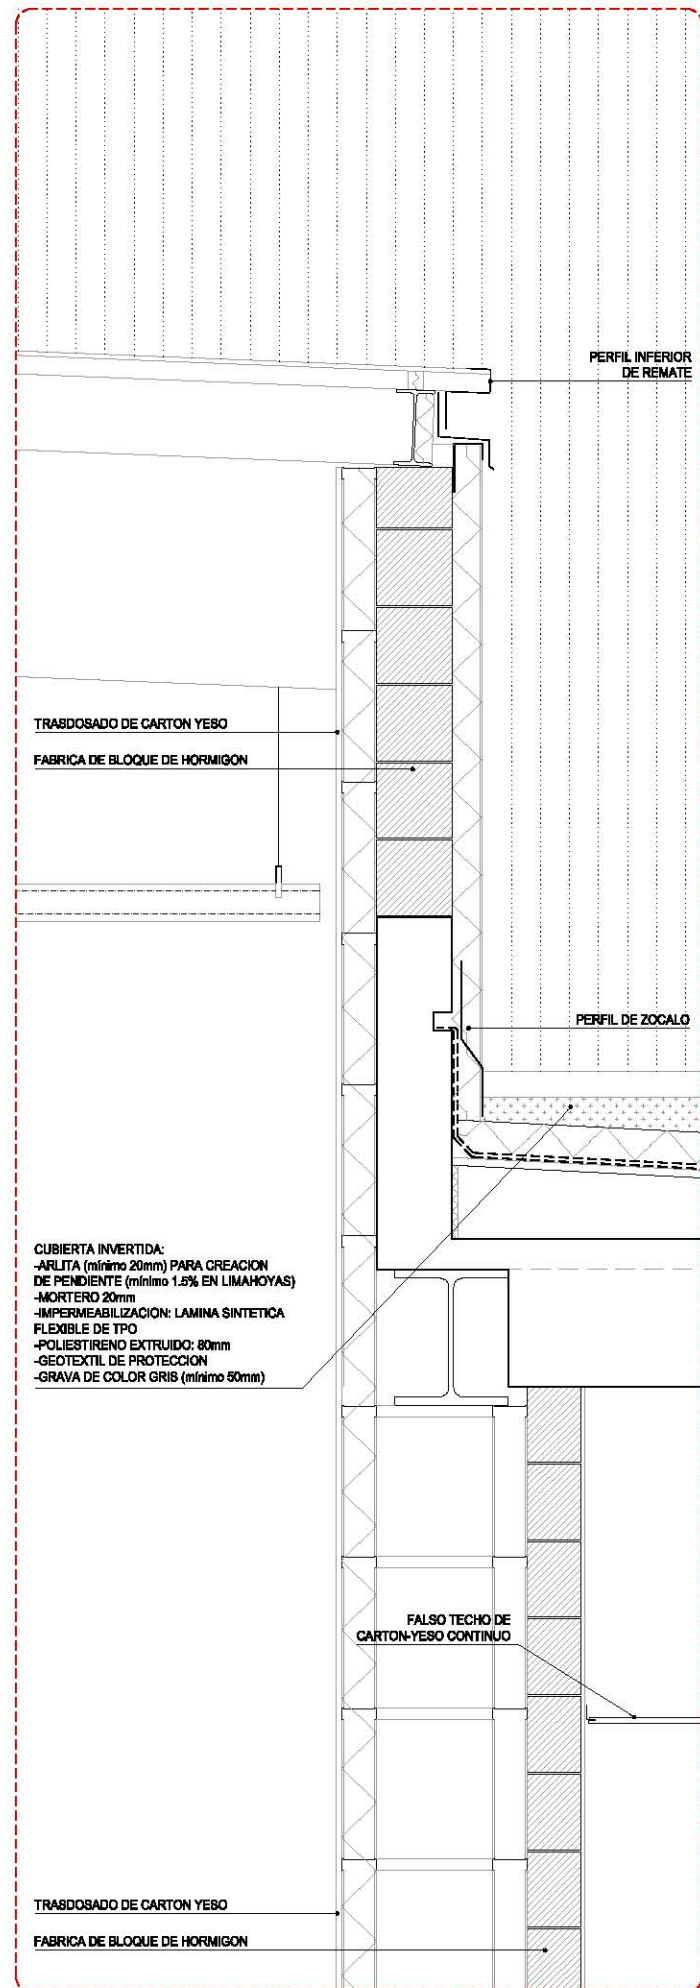 PERFIL INFERIOR
DE REMATE
TRASDOSADO DE CARTON YESO
FABRICA DE BLOQUE DE HORMIGON
PERFIL DE ZOCALO
CUBIERTA INVERTIDA:
-ARLITA (mínimo 20mm) PARA CREACION
DE PENDIENTE (mínimo 1.5% EN LIMAHOYAS)
-MORTERO 20mm
-IMPERMEABILIZACIÓN: LAMINA SINTETICA
FLEXIBLE DE TPO
-POLIESTIRENO EXTRUIDO: 80mm
-GEOTEXTIL DE PROTECCION
-GRAVA DE COLOR GRIS (mínimo 50mm)
FALSO TECHO DE
CARTON-YESO CONTINUO
TRASDOSADO DE CARTON YESO
FABRICA DE BLOQUE DE HORMIGON